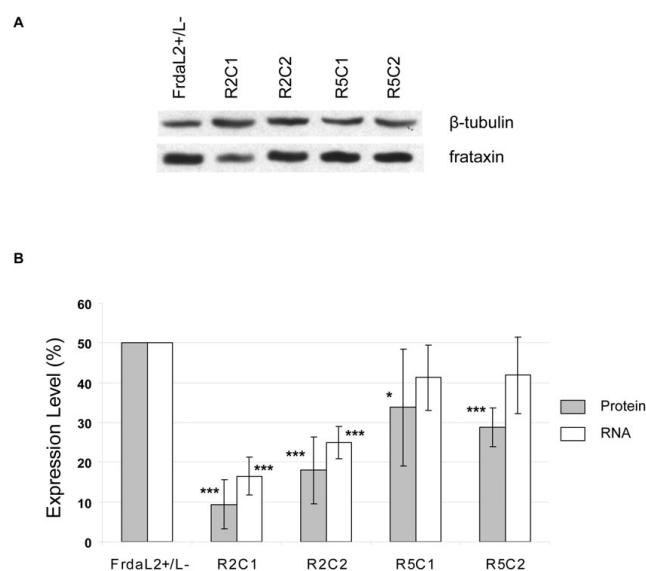 A
FrdaL2+/L-
R2C1
R2C2
R5C1
R5C2
β-tubulin
frataxin
B
Expression Level (%)
60
50
40
30
20
10
0
***
***
***
***
*
***
FrdaL2+/L-
R2C1
R2C2
R5C1
R5C2
Protein
RNA